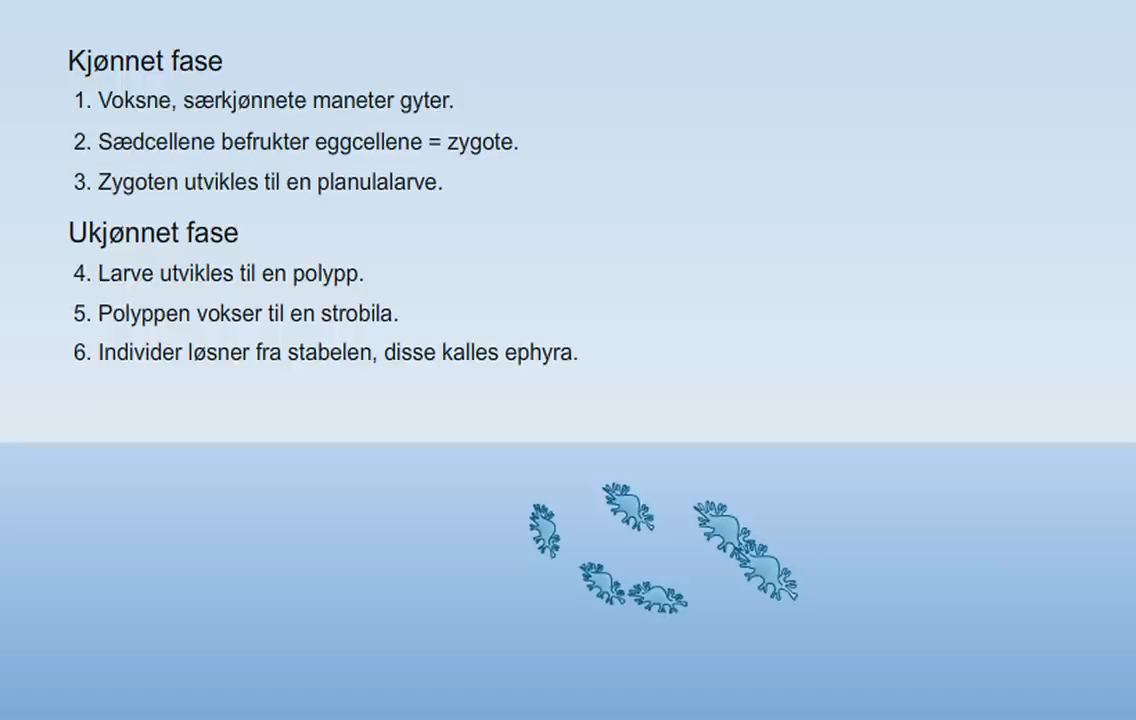 Kjønnet fase
1. Voksne, særkjønnete maneter gyter.
2. Sædcellene befrukter eggcellene = zygote.
3. Zygoten utvikles til en planulalarve.
Ukjønnet fase
4. Larve utvikles til en polypp.
5. Polyppen vokser til en strobila.
6. Individer løsner fra stabelen, disse kalles ephyra.